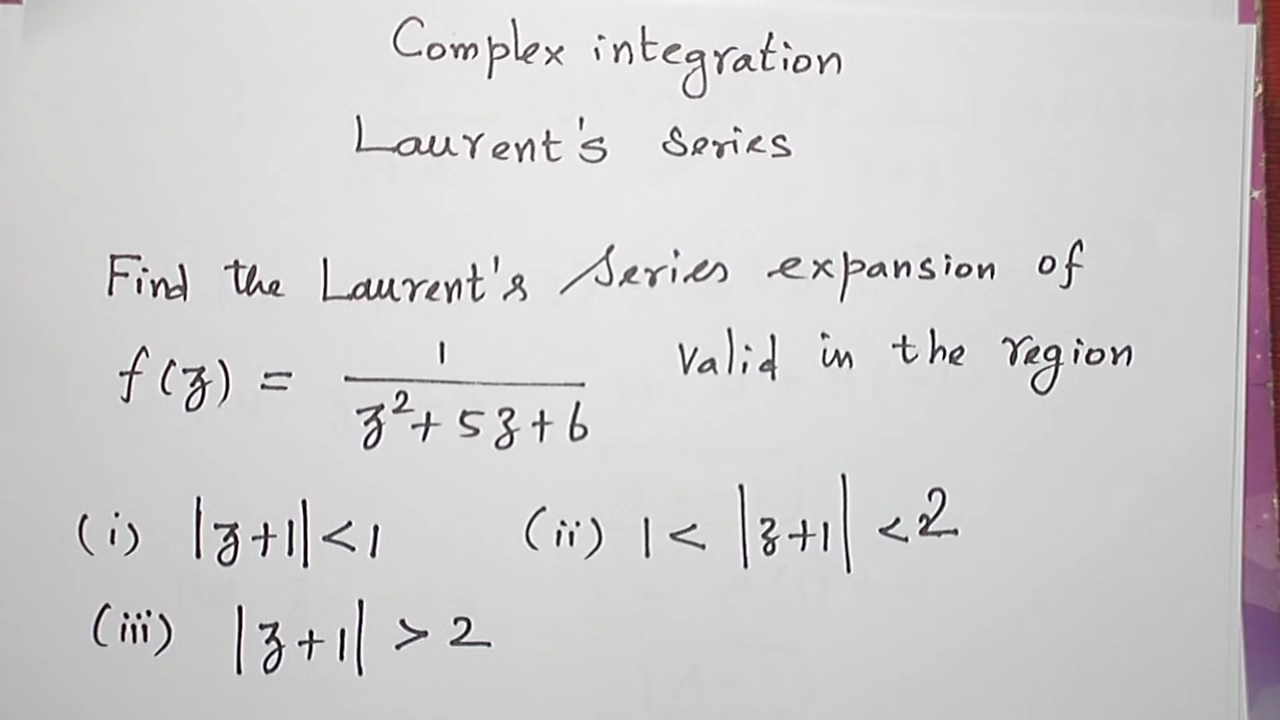 Complex integration
Laurent's Series
Find the Laurent's Series expansion of
f(z) = 1/(z²+5z+6) Valid in the region
(i) |z+1|<1 (ii) 1< |z+1| <2
(iii) |z+1| > 2